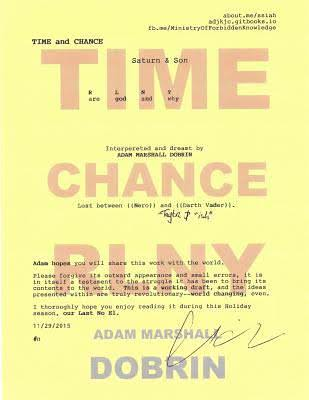 about.me/ssiah
adjkjc.gitbooks.io
fb.me/MinistryOfForbiddenKnowledge
TIME and CHANCE
Saturn & Son
TIME
R L N T
are god and why
Interpereted and dreamt by
ADAM MARSHALL DOBRIN
CHANCE
Lost between ((Nero)) and ((Darth Vader)).
Adam hopes you will share this work with the world.
Please forgive its outward appearance and small errors, it is
in itself a testament to the struggle it has been to bring its
contents to the world. This is a working draft, and the ideas
presented within are truly revolutionary--world changing, even.
I thoroughly hope you enjoy reading it during this Holiday
season, our Last No El.
11/29/2015
#:
ADAM MARSHALL
DOBRIN